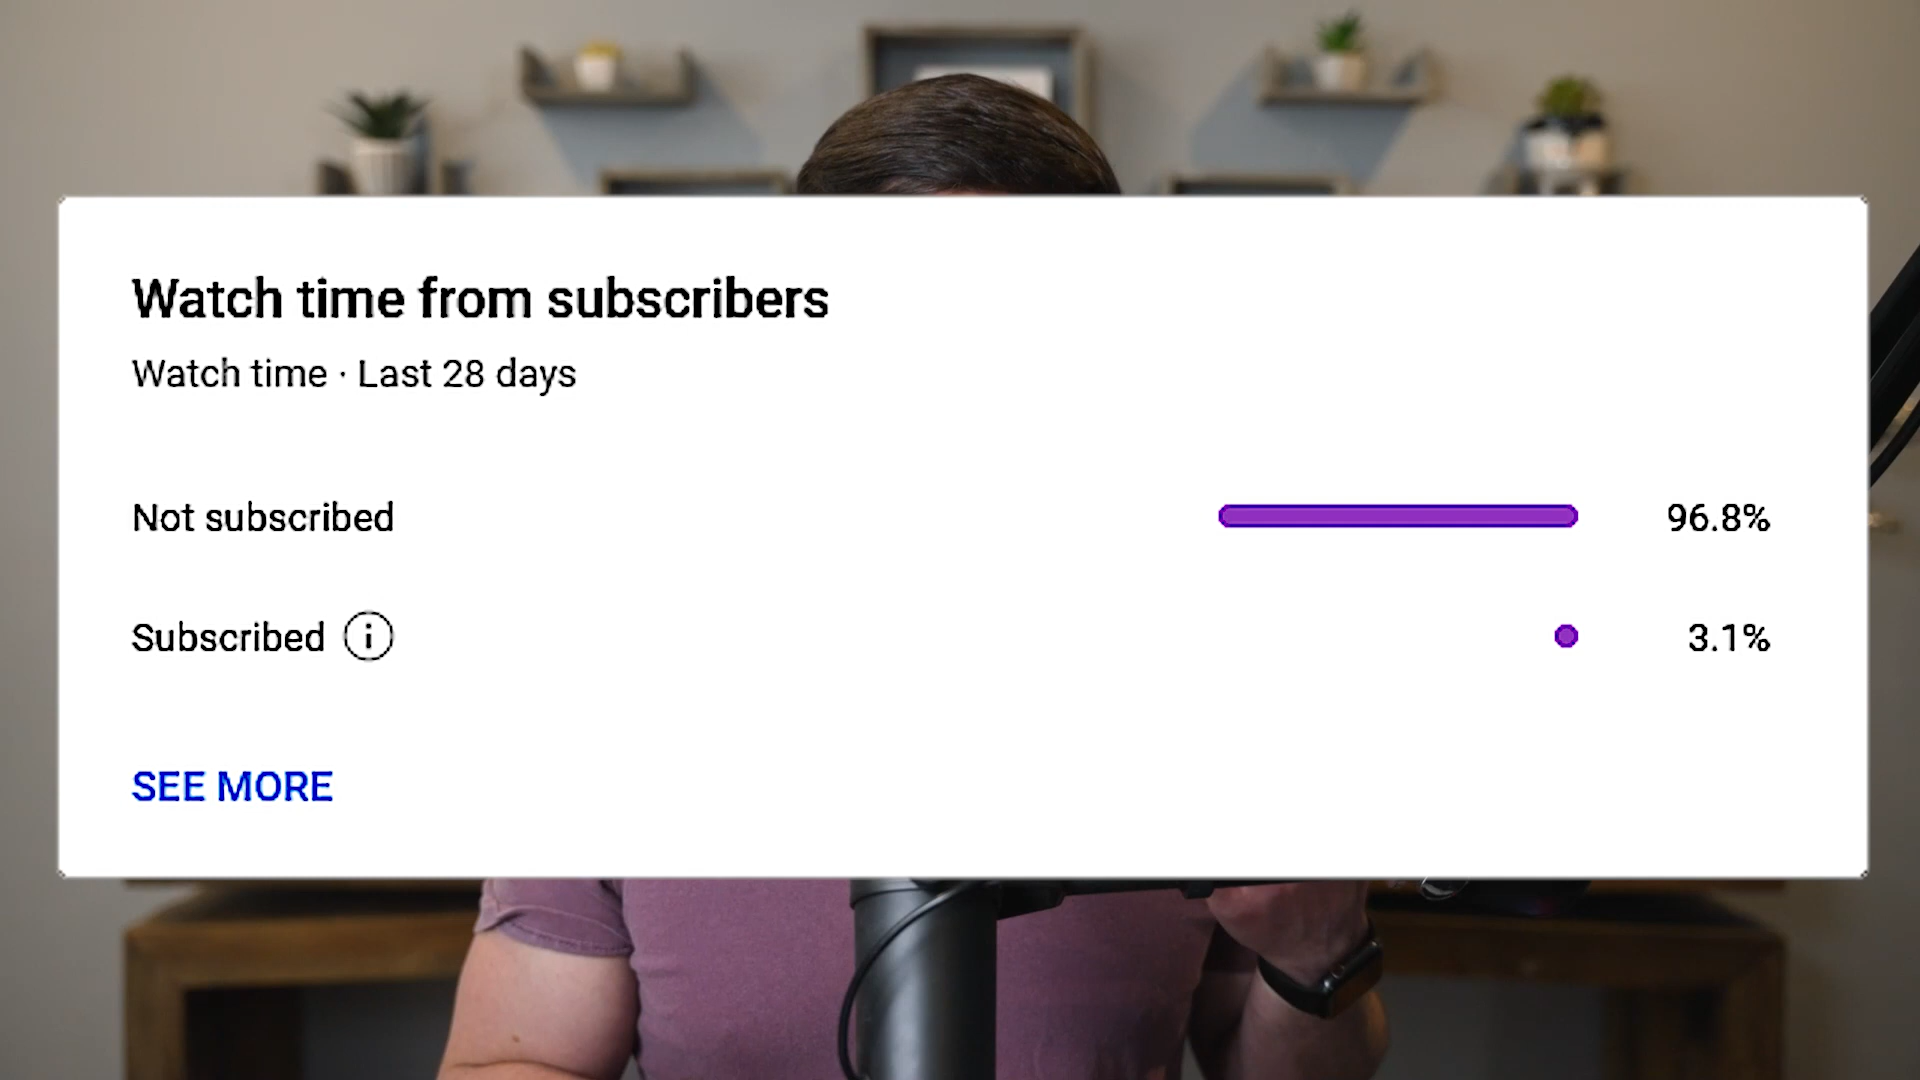 Watch time from subscribers
Watch time · Last 28 days
Not subscribed 96.8%
Subscribed 3.1%
SEE MORE